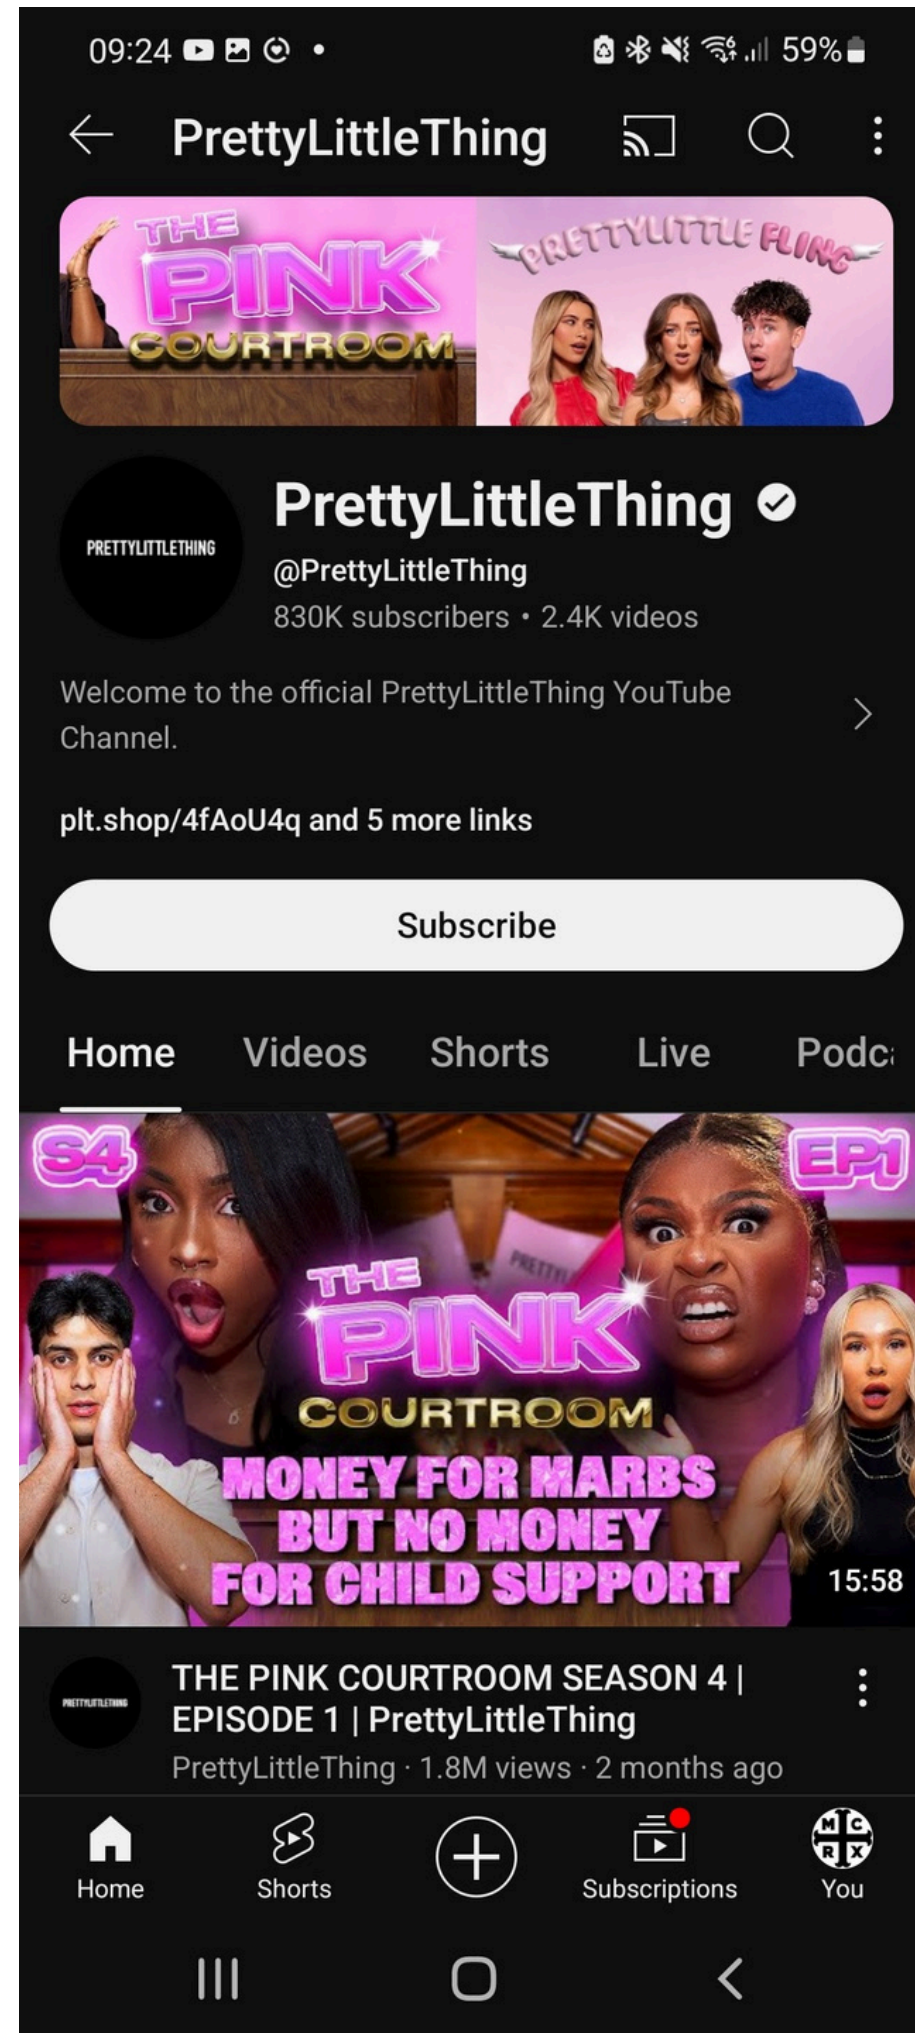 09:24 59%
PrettyLittleThing
THE
PINK
COURTROOM
PRETTYLITTLE FLING
PRETTYLITTLETHING
PrettyLittleThing
@PrettyLittleThing
830K subscribers • 2.4K videos
Welcome to the official PrettyLittleThing YouTube
Channel.
plt.shop/4fAoU4q and 5 more links
Subscribe
Home Videos Shorts Live Podca
S4 EP1
PRETTY
THE
PINK
COURTROOM
MONEY FOR MARBS
BUT NO MONEY
FOR CHILD SUPPORT
15:58
PRETTYLITTLETHING
THE PINK COURTROOM SEASON 4 |
EPISODE 1 | PrettyLittleThing
PrettyLittleThing · 1.8M views · 2 months ago
M C
R X
Home Shorts Subscriptions You